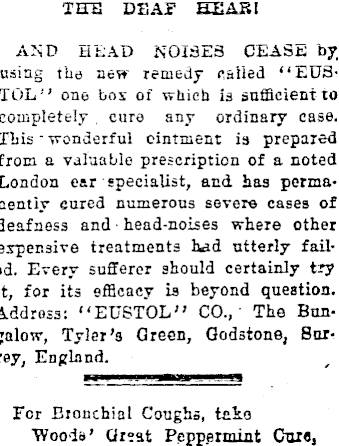 THE DEAF HEAR!
AND HEAD NOISES CEASE by
using the new remedy called "EUS-
TOL" one box of which is sufficient to
completely cure any ordinary case.
This wonderful ointment is prepared
from a valuable prescription of a noted
London ear specialist, and has perma-
nently cured numerous severe cases of
deafness and head-noises where other
expensive treatments had utterly fail-
ed. Every sufferer should certainly try
it, for its efficacy is beyond question.
Address: "EUSTOL" CO., The Bun-
galow, Tyler's Green, Godstone, Sur-
rey, England.
For Bronchial Coughs, take
Woods' Great Peppermint Cure,